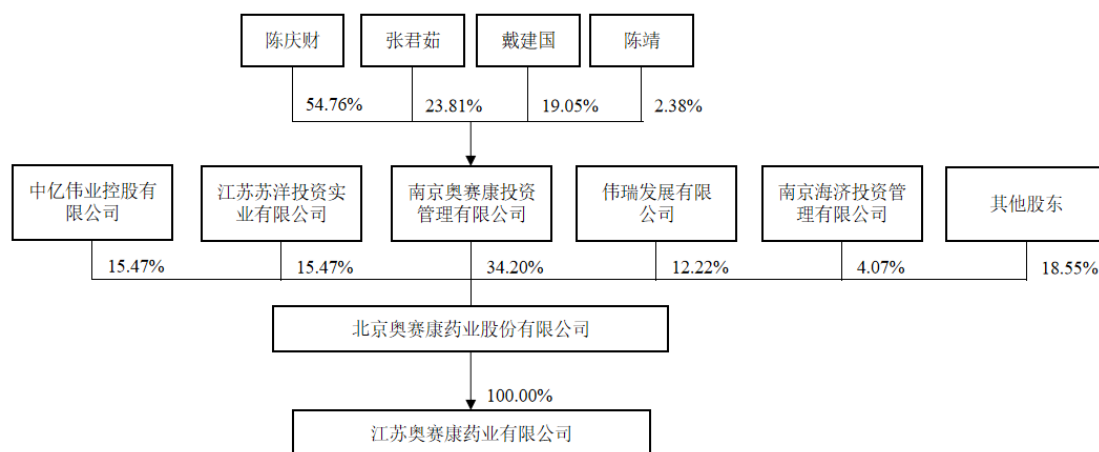 陈庆财
张君茹
戴建国
陈靖
54.76%
23.81%
19.05%
2.38%
中亿伟业控股有
限公司
江苏苏洋投资实
业有限公司
南京奥赛康投资
管理有限公司
伟瑞发展有限
公司
南京海济投资管
理有限公司
其他股东
15.47%
15.47%
34.20%
12.22%
4.07%
18.55%
北京奥赛康药业股份有限公司
100.00%
江苏奥赛康药业有限公司